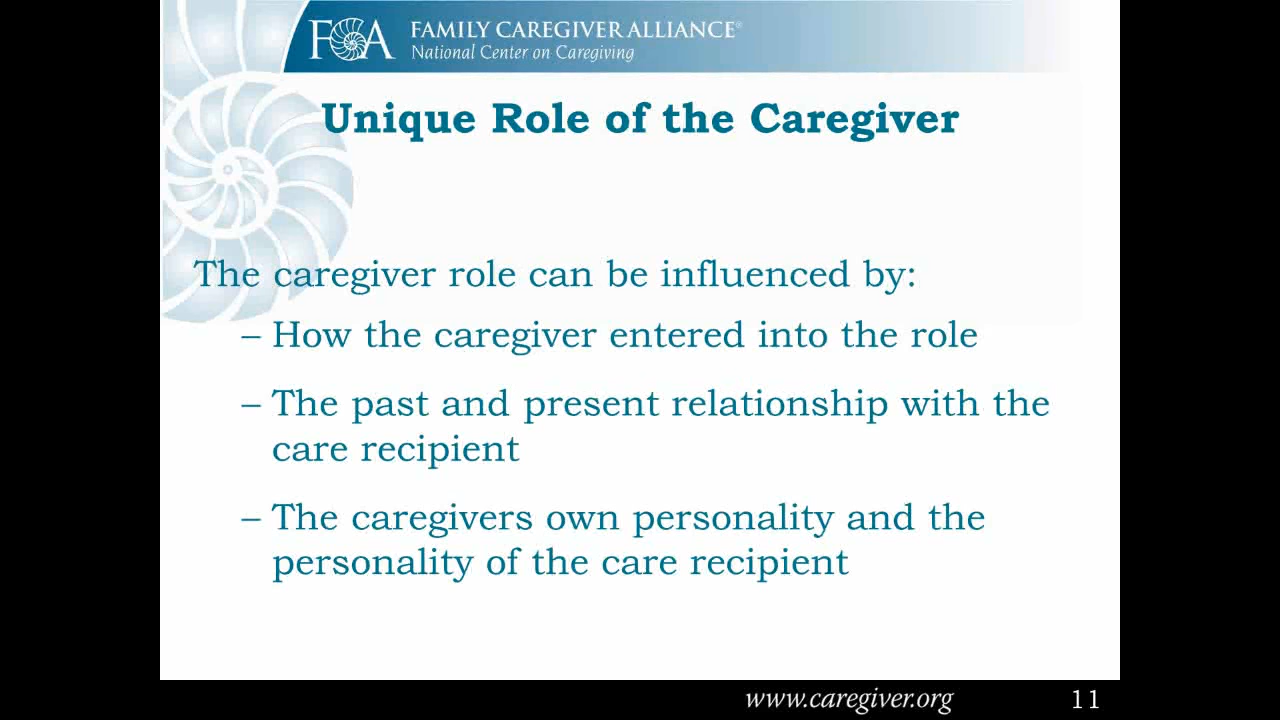 FCA FAMILY CAREGIVER ALLIANCE®
National Center on Caregiving
Unique Role of the Caregiver
The caregiver role can be influenced by:
– How the caregiver entered into the role
– The past and present relationship with the
care recipient
– The caregivers own personality and the
personality of the care recipient
www.caregiver.org 11